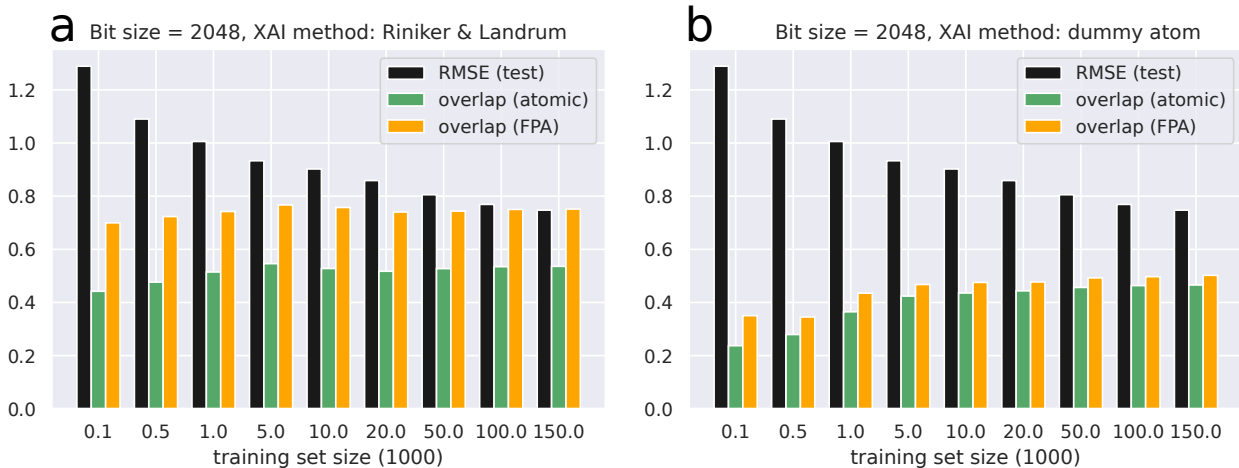 a Bit size = 2048, XAI method: Riniker & Landrum
RMSE (test)
overlap (atomic)
overlap (FPA)
1.2
1.0
0.8
0.6
0.4
0.2
0.0
0.1 0.5 1.0 5.0 10.0 20.0 50.0 100.0 150.0
training set size (1000)
b Bit size = 2048, XAI method: dummy atom
RMSE (test)
overlap (atomic)
overlap (FPA)
1.2
1.0
0.8
0.6
0.4
0.2
0.0
0.1 0.5 1.0 5.0 10.0 20.0 50.0 100.0 150.0
training set size (1000)